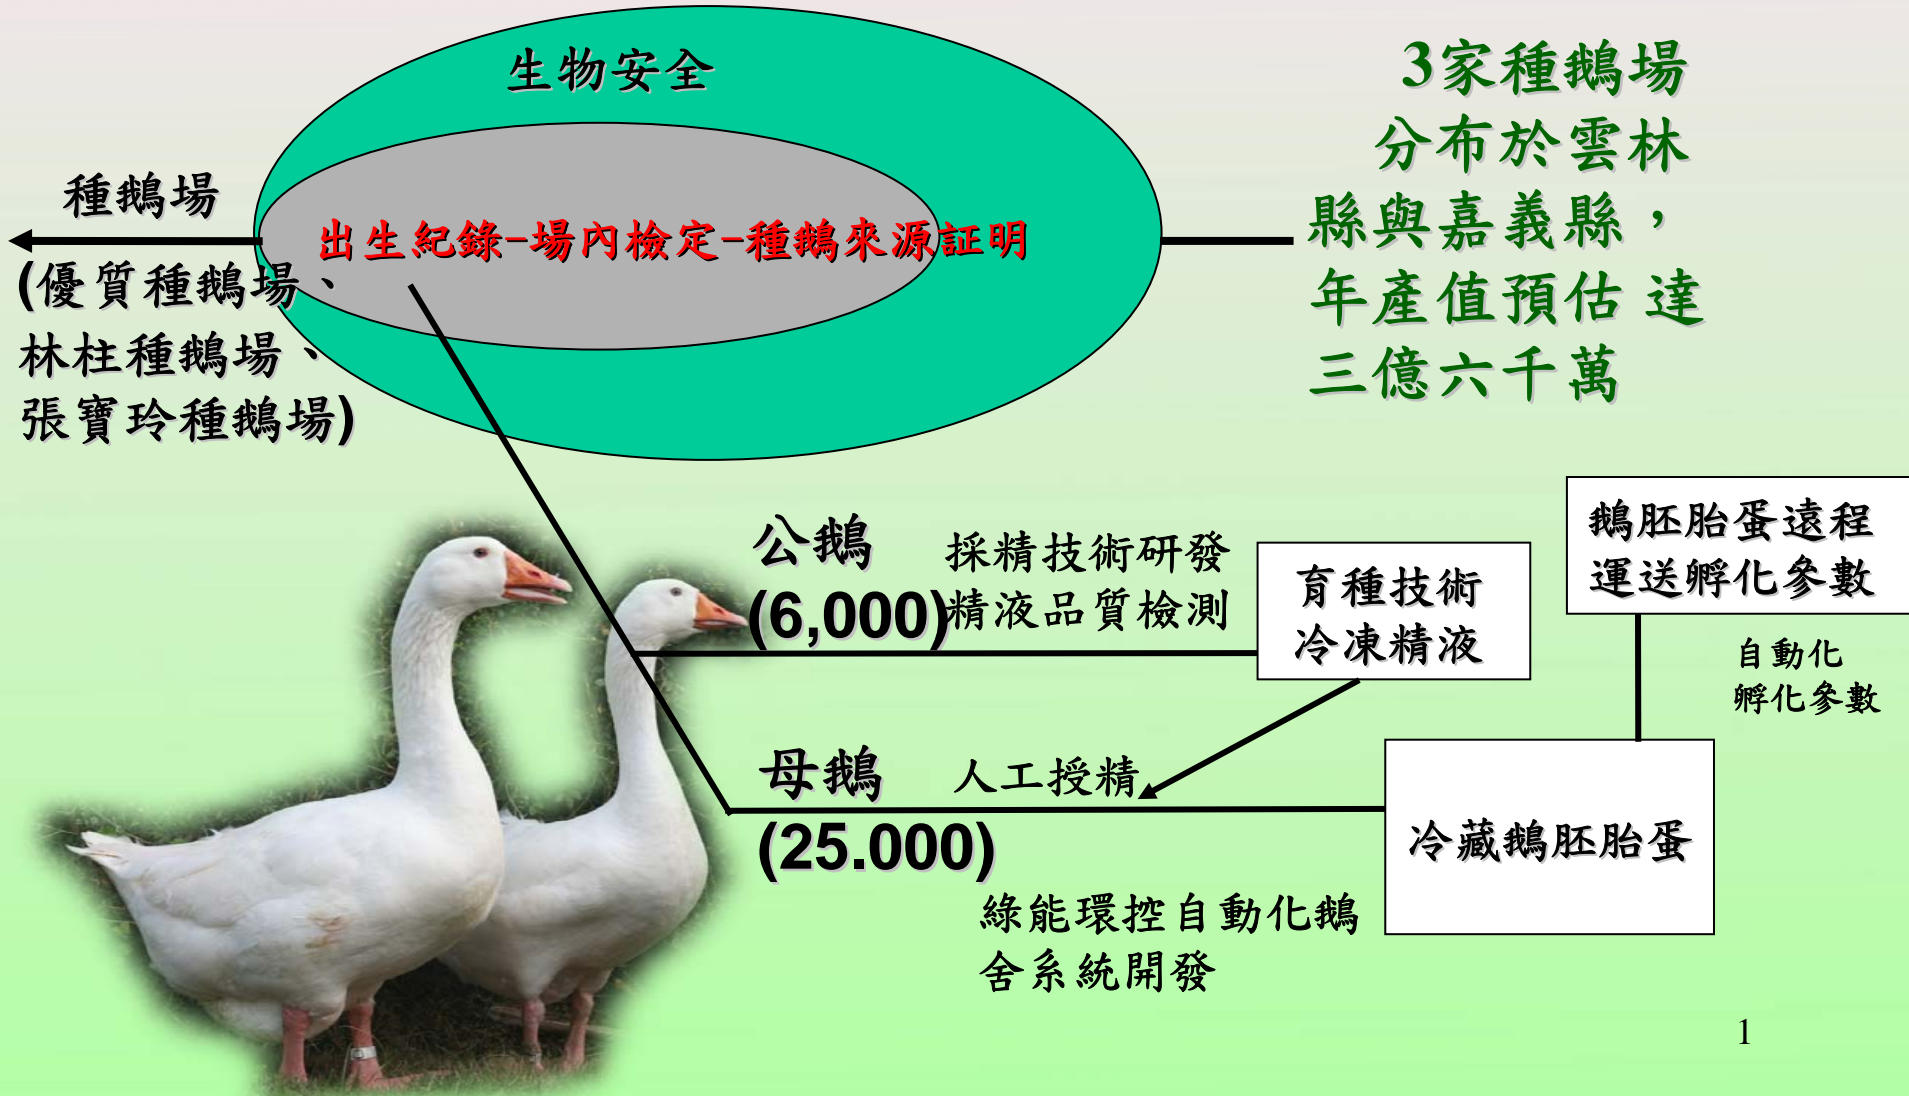 生物安全
出生紀錄-場內檢定-種鵝來源証明
種鵝場
(優質種鵝場、
林柱種鵝場、
張寶玲種鵝場)
3家種鵝場
分布於雲林
縣與嘉義縣，
年產值預估 達
三億六千萬
公鵝
(6,000)
採精技術研發
精液品質檢測
育種技術
冷凍精液
鵝胚胎蛋遠程
運送孵化參數
自動化
孵化參數
母鵝
(25.000)
人工授精
冷藏鵝胚胎蛋
綠能環控自動化鵝
舍系統開發
1